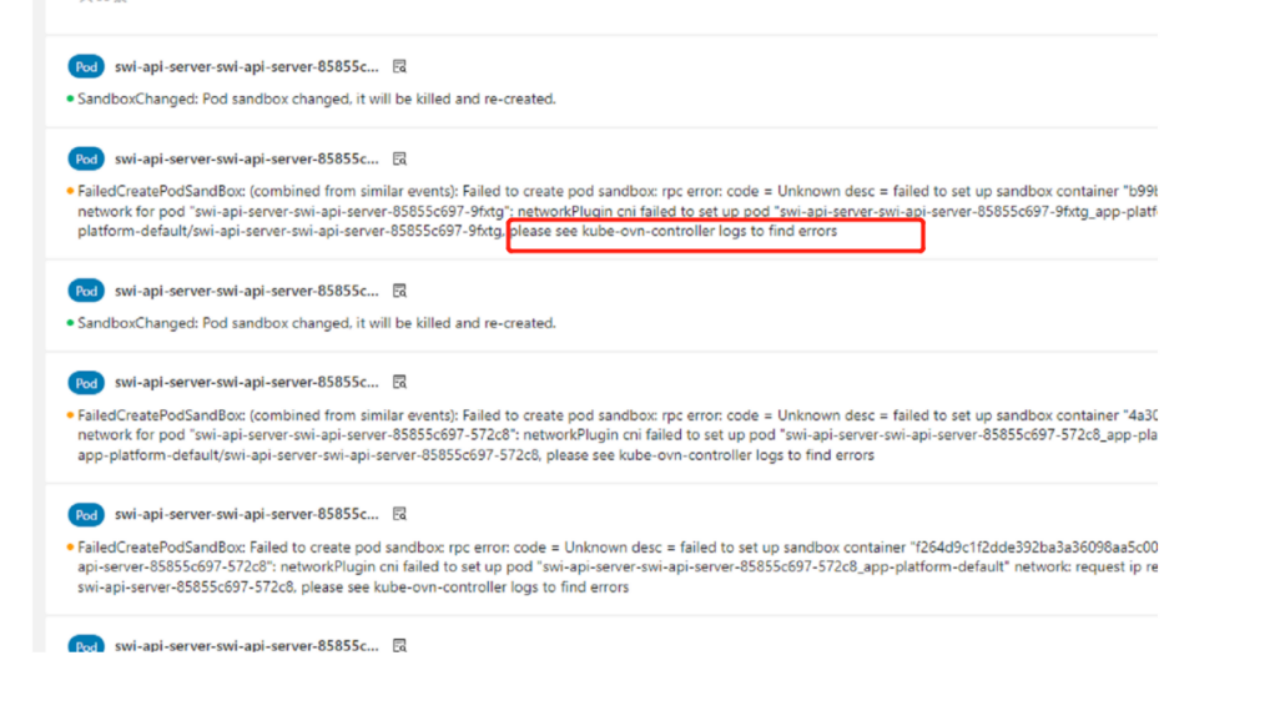 Pod swi-api-server-swi-api-server-85855c...
SandboxChanged: Pod sandbox changed, it will be killed and re-created.
Pod swi-api-server-swi-api-server-85855c...
FailedCreatePodSandBox: (combined from similar events): Failed to create pod sandbox: rpc error: code = Unknown desc = failed to set up sandbox container "b99b
network for pod "swi-api-server-swi-api-server-85855c697-9fxtg": networkPlugin cni failed to set up pod "swi-api-server-swi-api-server-85855c697-9fxtg_app-platf
platform-default/swi-api-server-swi-api-server-85855c697-9fxtg, please see kube-ovn-controller logs to find errors
Pod swi-api-server-swi-api-server-85855c...
SandboxChanged: Pod sandbox changed, it will be killed and re-created.
Pod swi-api-server-swi-api-server-85855c...
FailedCreatePodSandBox: (combined from similar events): Failed to create pod sandbox: rpc error: code = Unknown desc = failed to set up sandbox container "4a30
network for pod "swi-api-server-swi-api-server-85855c697-572c8": networkPlugin cni failed to set up pod "swi-api-server-swi-api-server-85855c697-572c8_app-pla
app-platform-default/swi-api-server-swi-api-server-85855c697-572c8, please see kube-ovn-controller logs to find errors
Pod swi-api-server-swi-api-server-85855c...
FailedCreatePodSandBox: Failed to create pod sandbox: rpc error: code = Unknown desc = failed to set up sandbox container "f264d9c1f2dde392ba3a36098aa5c00
api-server-85855c697-572c8": networkPlugin cni failed to set up pod "swi-api-server-swi-api-server-85855c697-572c8_app-platform-default" network: request ip re
swi-api-server-85855c697-572c8, please see kube-ovn-controller logs to find errors
Pod swi-api-server-swi-api-server-85855c...